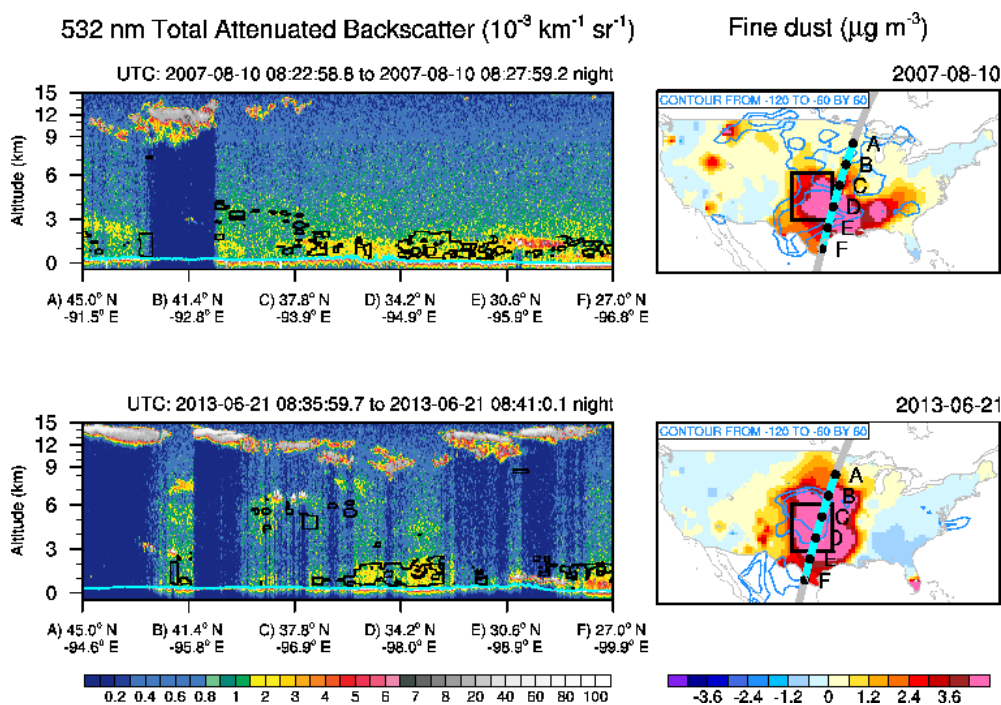 532 nm Total Attenuated Backscatter (10⁻³ km⁻¹ sr⁻¹)
Fine dust (μg m⁻³)
UTC: 2007-08-10 08:22:58.8 to 2007-08-10 08:27:59.2 night
2007-08-10
15
12
9
6
3
0
Altitude (km)
A) 45.0° N B) 41.4° N C) 37.8° N D) 34.2° N E) 30.6° N F) 27.0° N
-91.5° E -92.8° E -93.9° E -94.9° E -95.9° E -96.8° E
CONTOUR FROM -120 TO -60 BY 60
A
B
C
D
E
F
UTC: 2013-06-21 08:35:59.7 to 2013-06-21 08:41:0.1 night
2013-06-21
15
12
9
6
3
0
Altitude (km)
A) 45.0° N B) 41.4° N C) 37.8° N D) 34.2° N E) 30.6° N F) 27.0° N
-94.6° E -95.8° E -96.9° E -98.0° E -98.9° E -99.9° E
CONTOUR FROM -120 TO -60 BY 60
A
B
C
D
E
F
0.2 0.4 0.6 0.8 1 2 3 4 5 6 7 8 20 40 60 80 100
-3.6 -2.4 -1.2 0 1.2 2.4 3.6